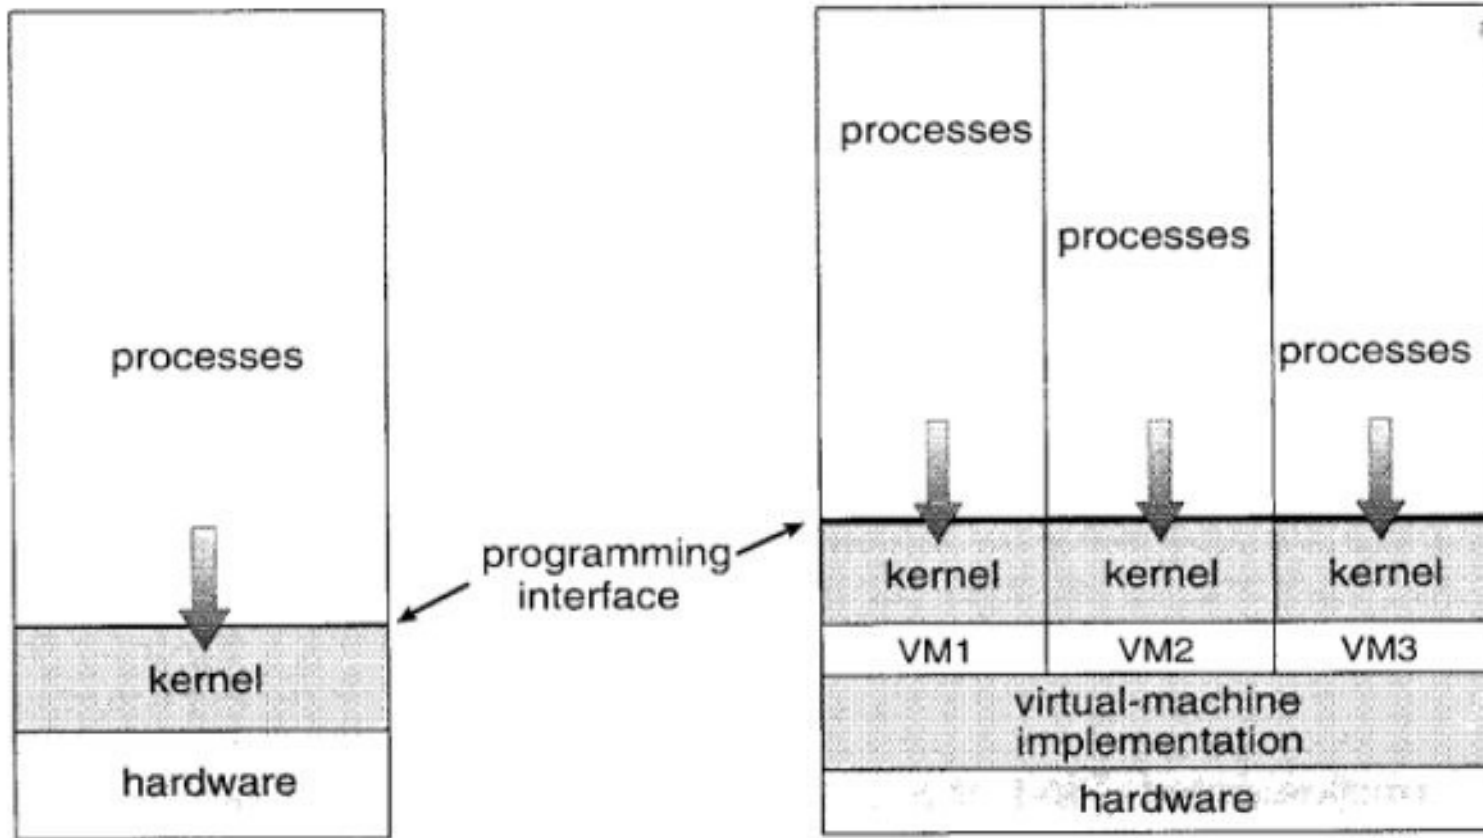 processes
kernel
hardware
programming
interface
processes
processes
processes
kernel
kernel
kernel
VM1
VM2
VM3
virtual-machine
implementation
hardware